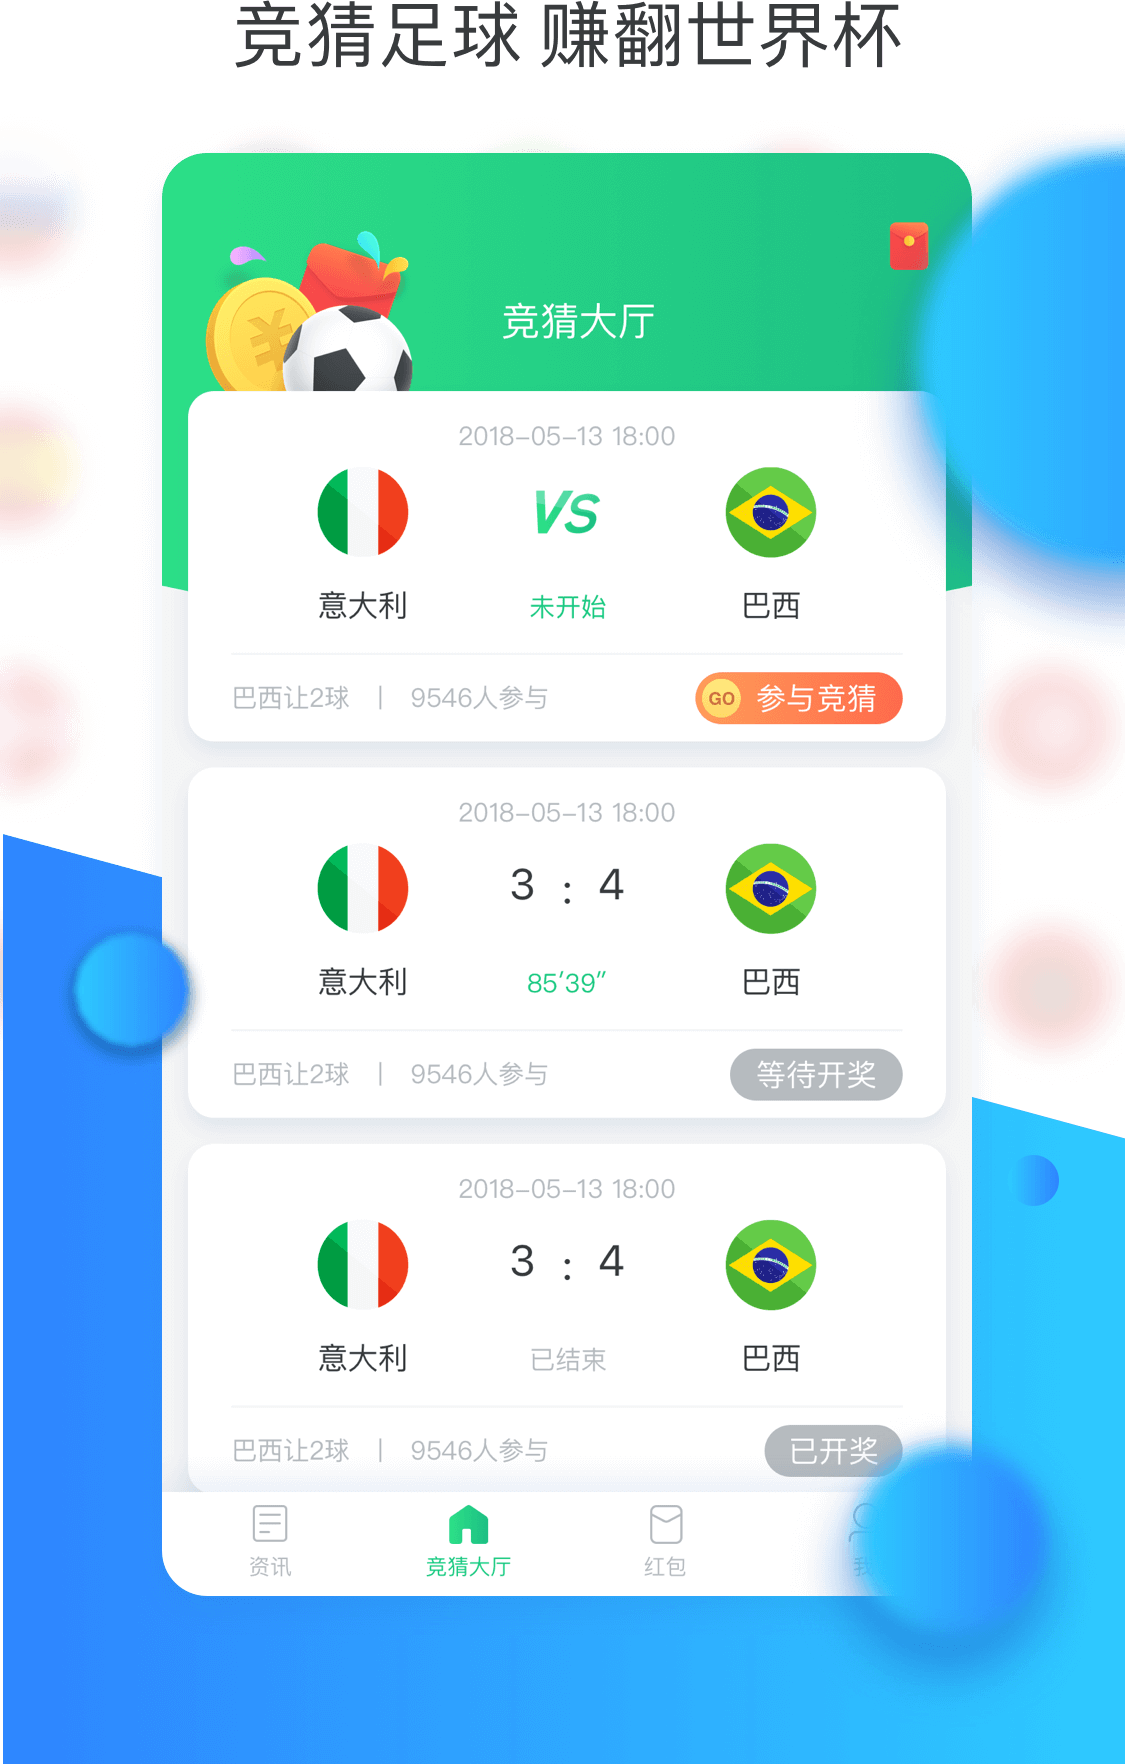 竞猜足球 赚翻世界杯
竞猜大厅
2018-05-13 18:00
VS
意大利 未开始 巴西
巴西让2球 | 9546人参与 GO 参与竞猜
2018-05-13 18:00
3 : 4
意大利 85'39" 巴西
巴西让2球 | 9546人参与 等待开奖
2018-05-13 18:00
3 : 4
意大利 已结束 巴西
巴西让2球 | 9546人参与 已开奖
资讯 竞猜大厅 红包